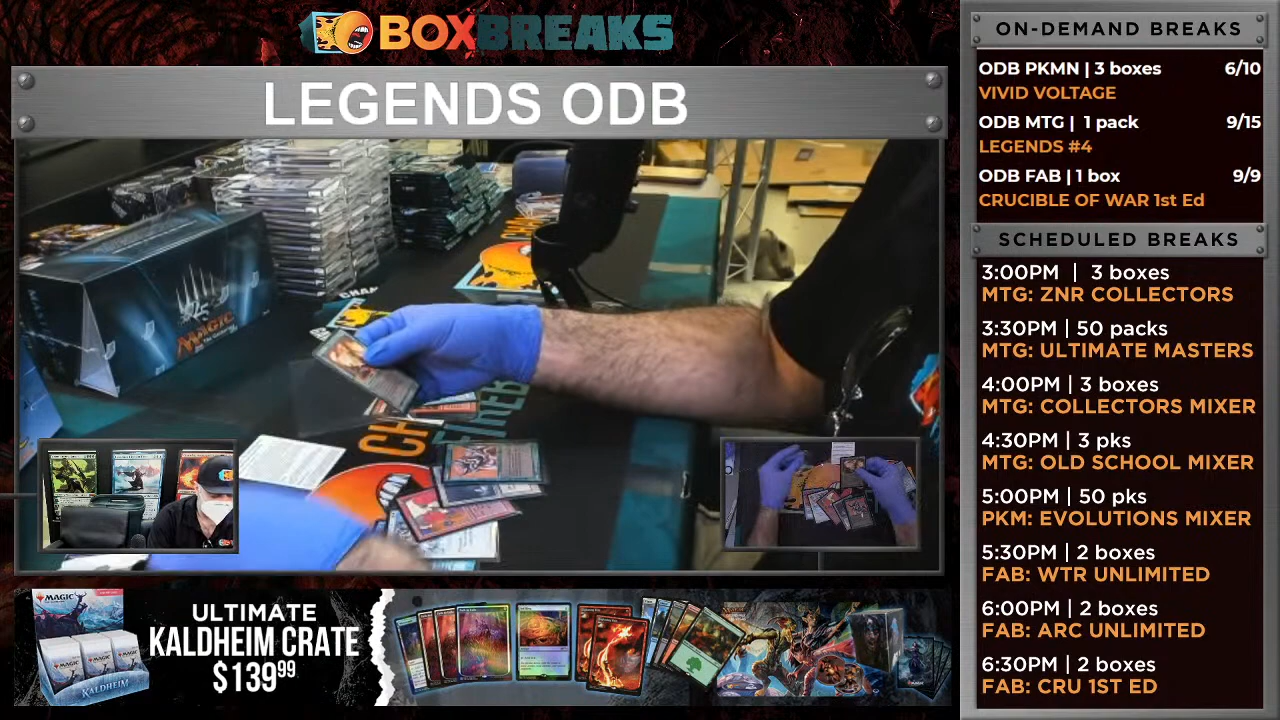 BOXBREAKS
LEGENDS ODB
MAGIC
ULTIMATE
KALDHEIM CRATE
$139⁹⁹
MAGIC
KALDHEIM
ON-DEMAND BREAKS
ODB PKMN | 3 boxes 6/10
VIVID VOLTAGE
ODB MTG | 1 pack 9/15
LEGENDS #4
ODB FAB | 1 box 9/9
CRUCIBLE OF WAR 1st Ed
SCHEDULED BREAKS
3:00PM | 3 boxes
MTG: ZNR COLLECTORS
3:30PM | 50 packs
MTG: ULTIMATE MASTERS
4:00PM | 3 boxes
MTG: COLLECTORS MIXER
4:30PM | 3 pks
MTG: OLD SCHOOL MIXER
5:00PM | 50 pks
PKM: EVOLUTIONS MIXER
5:30PM | 2 boxes
FAB: WTR UNLIMITED
6:00PM | 2 boxes
FAB: ARC UNLIMITED
6:30PM | 2 boxes
FAB: CRU 1ST ED